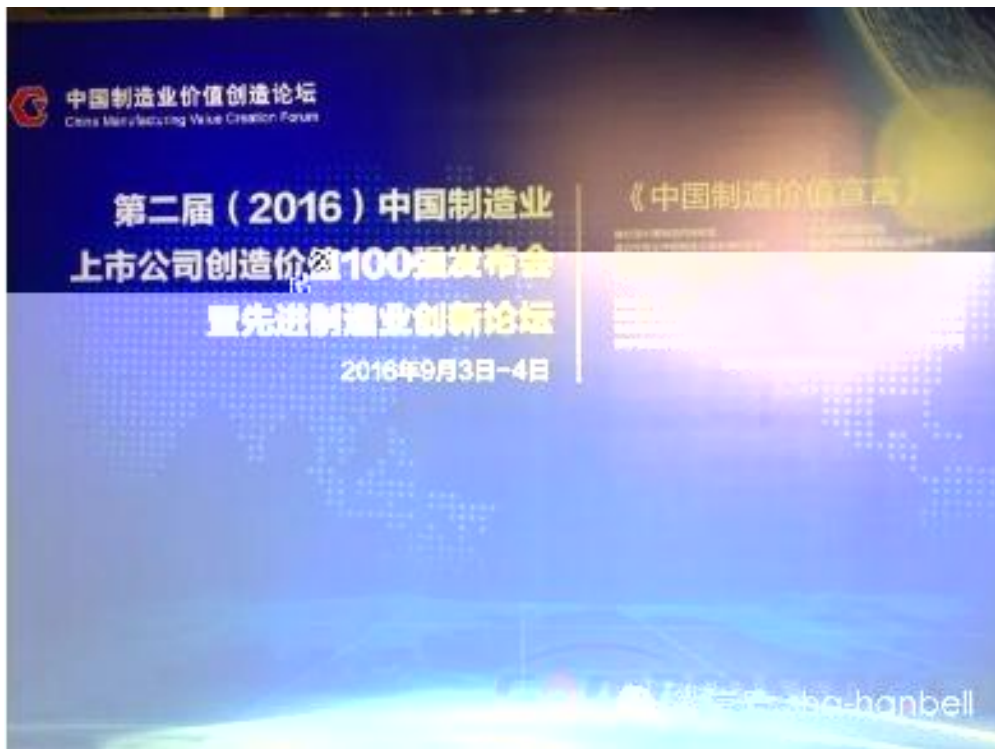 中国制造业价值创造论坛
China Manufacturing Value Creation Forum
第二届（2016）中国制造业
上市公司创造价值100强发布会
暨先进制造业创新论坛
2016年9月3日-4日
《中国制造价值宣言》
sha-hanbell